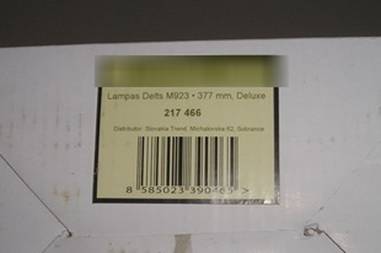 Lampas Delts M923 • 377 mm, Deluxe
217 466
Distributor: Slovakia Trend, Michalovska 62, Sobrance
8 585023 390465 >